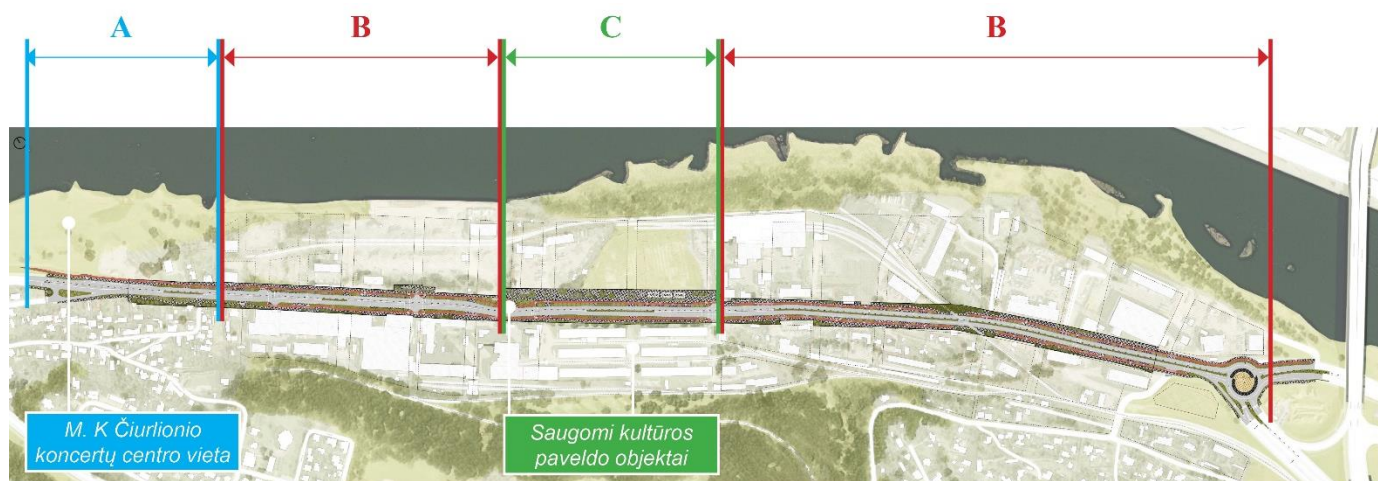 A
B
C
B
M. K Čiurlionio
koncertų centro vieta
Saugomi kultūros
paveldo objektai